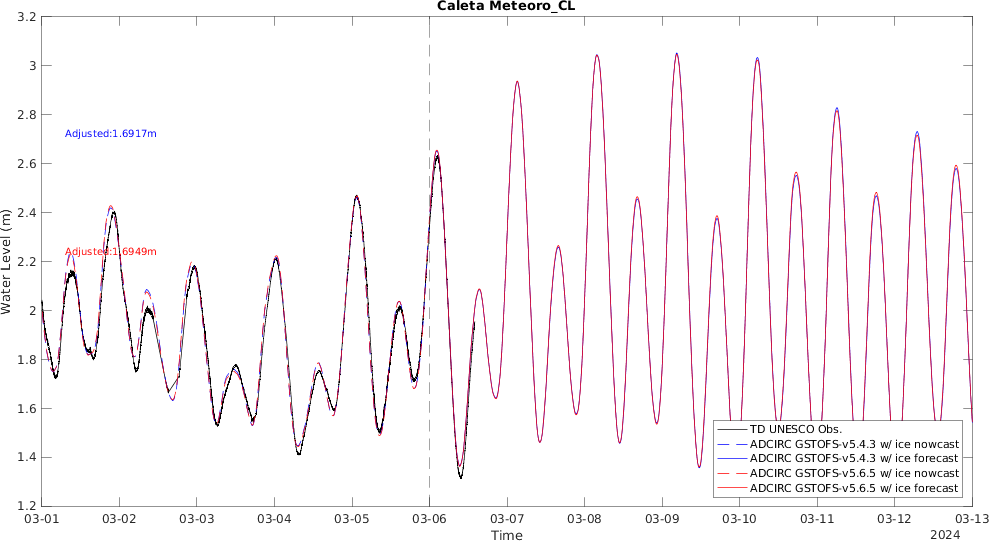 Caleta Meteoro_CL
3.2
3
2.8
2.6
2.4
2.2
2
1.8
1.6
1.4
1.2
Water Level (m)
Adjusted:1.6917m
Adjusted:1.6949m
TD UNESCO Obs.
ADCIRC GSTOFS-v5.4.3 w/ ice nowcast
ADCIRC GSTOFS-v5.4.3 w/ ice forecast
ADCIRC GSTOFS-v5.6.5 w/ ice nowcast
ADCIRC GSTOFS-v5.6.5 w/ ice forecast
03-01 03-02 03-03 03-04 03-05 03-06 03-07 03-08 03-09 03-10 03-11 03-12 03-13
Time
2024